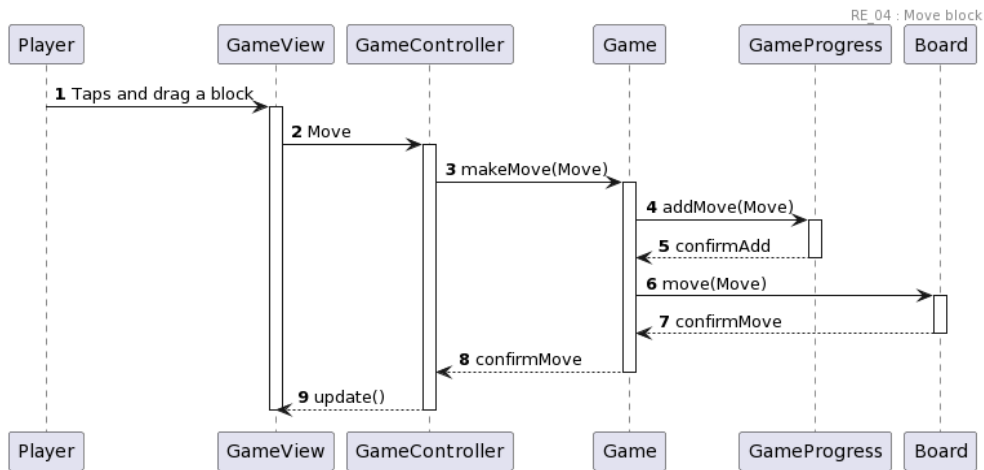 RE_04 : Move block
Player GameView GameController Game GameProgress Board
1 Taps and drag a block
2 Move
3 makeMove(Move)
4 addMove(Move)
5 confirmAdd
6 move(Move)
7 confirmMove
8 confirmMove
9 update()
Player GameView GameController Game GameProgress Board